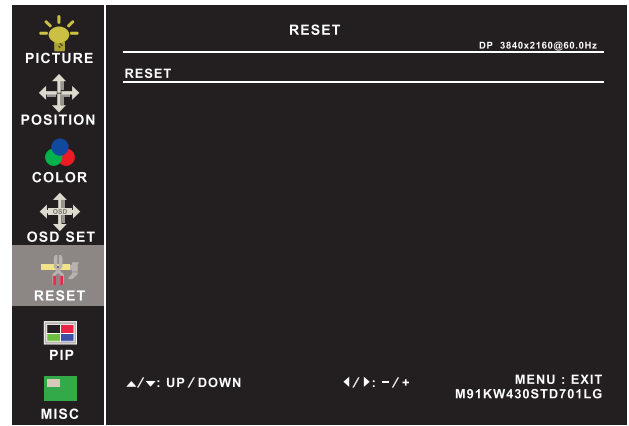 PICTURE
POSITION
COLOR
OSD
OSD SET
RESET
PIP
MISC
RESET
DP 3840x2160@60.0Hz
RESET
▲/▼: UP/DOWN
◀/▶: −/+
MENU : EXIT
M91KW430STD701LG